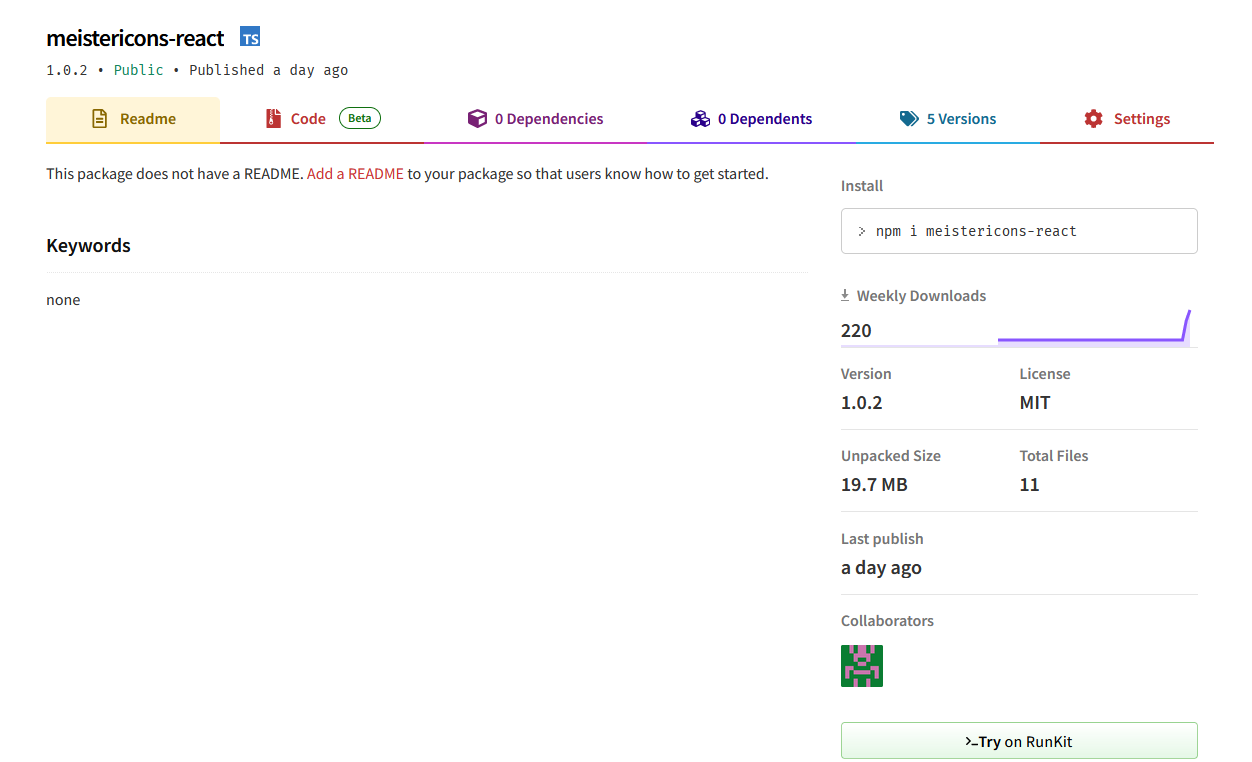 meistericons-react TS
1.0.2 • Public • Published a day ago
Readme
Code Beta
0 Dependencies
0 Dependents
5 Versions
Settings
This package does not have a README. Add a README to your package so that users know how to get started.
Keywords
none
Install
> npm i meistericons-react
Weekly Downloads
220
Version
1.0.2
License
MIT
Unpacked Size
19.7 MB
Total Files
11
Last publish
a day ago
Collaborators
>_Try on RunKit